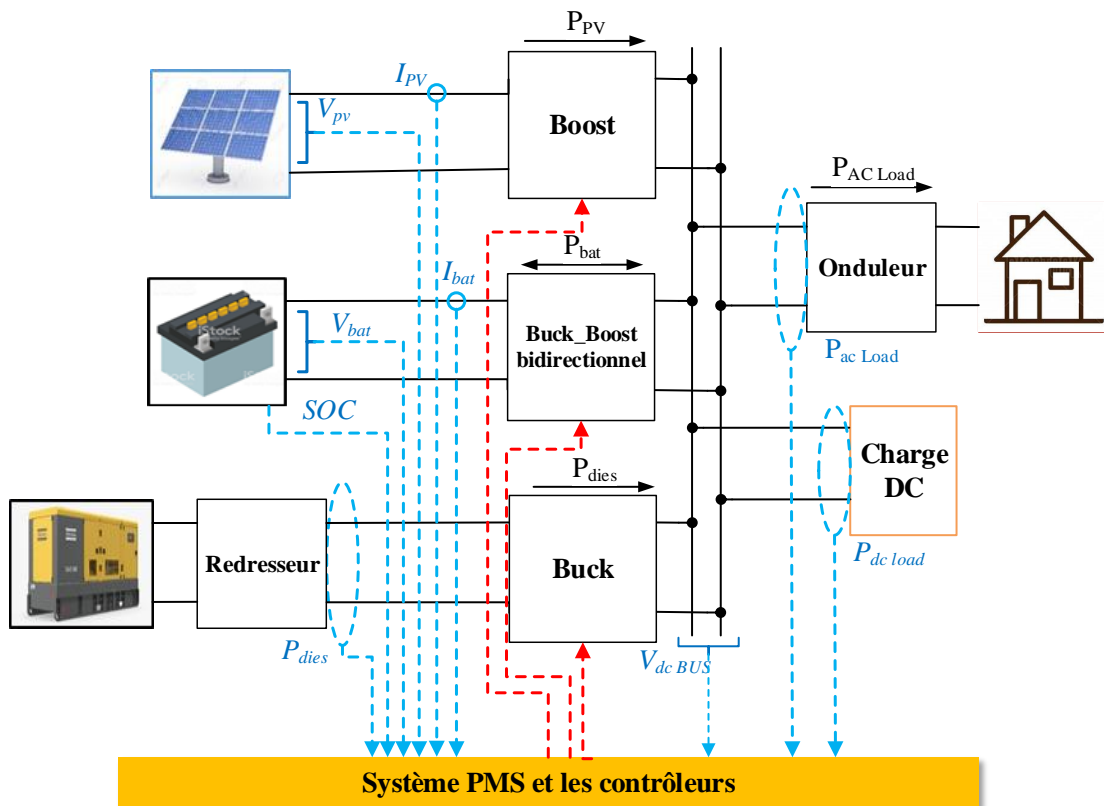 P_PV
I_PV
V_pv
Boost
P_AC Load
P_bat
I_bat
Onduleur
V_bat
iStock
Buck_Boost
bidirectionnel
P_ac Load
SOC
Charge
DC
P_dies
Redresseur
Buck
P_dc load
P_dies
V_dc BUS
Système PMS et les contrôleurs